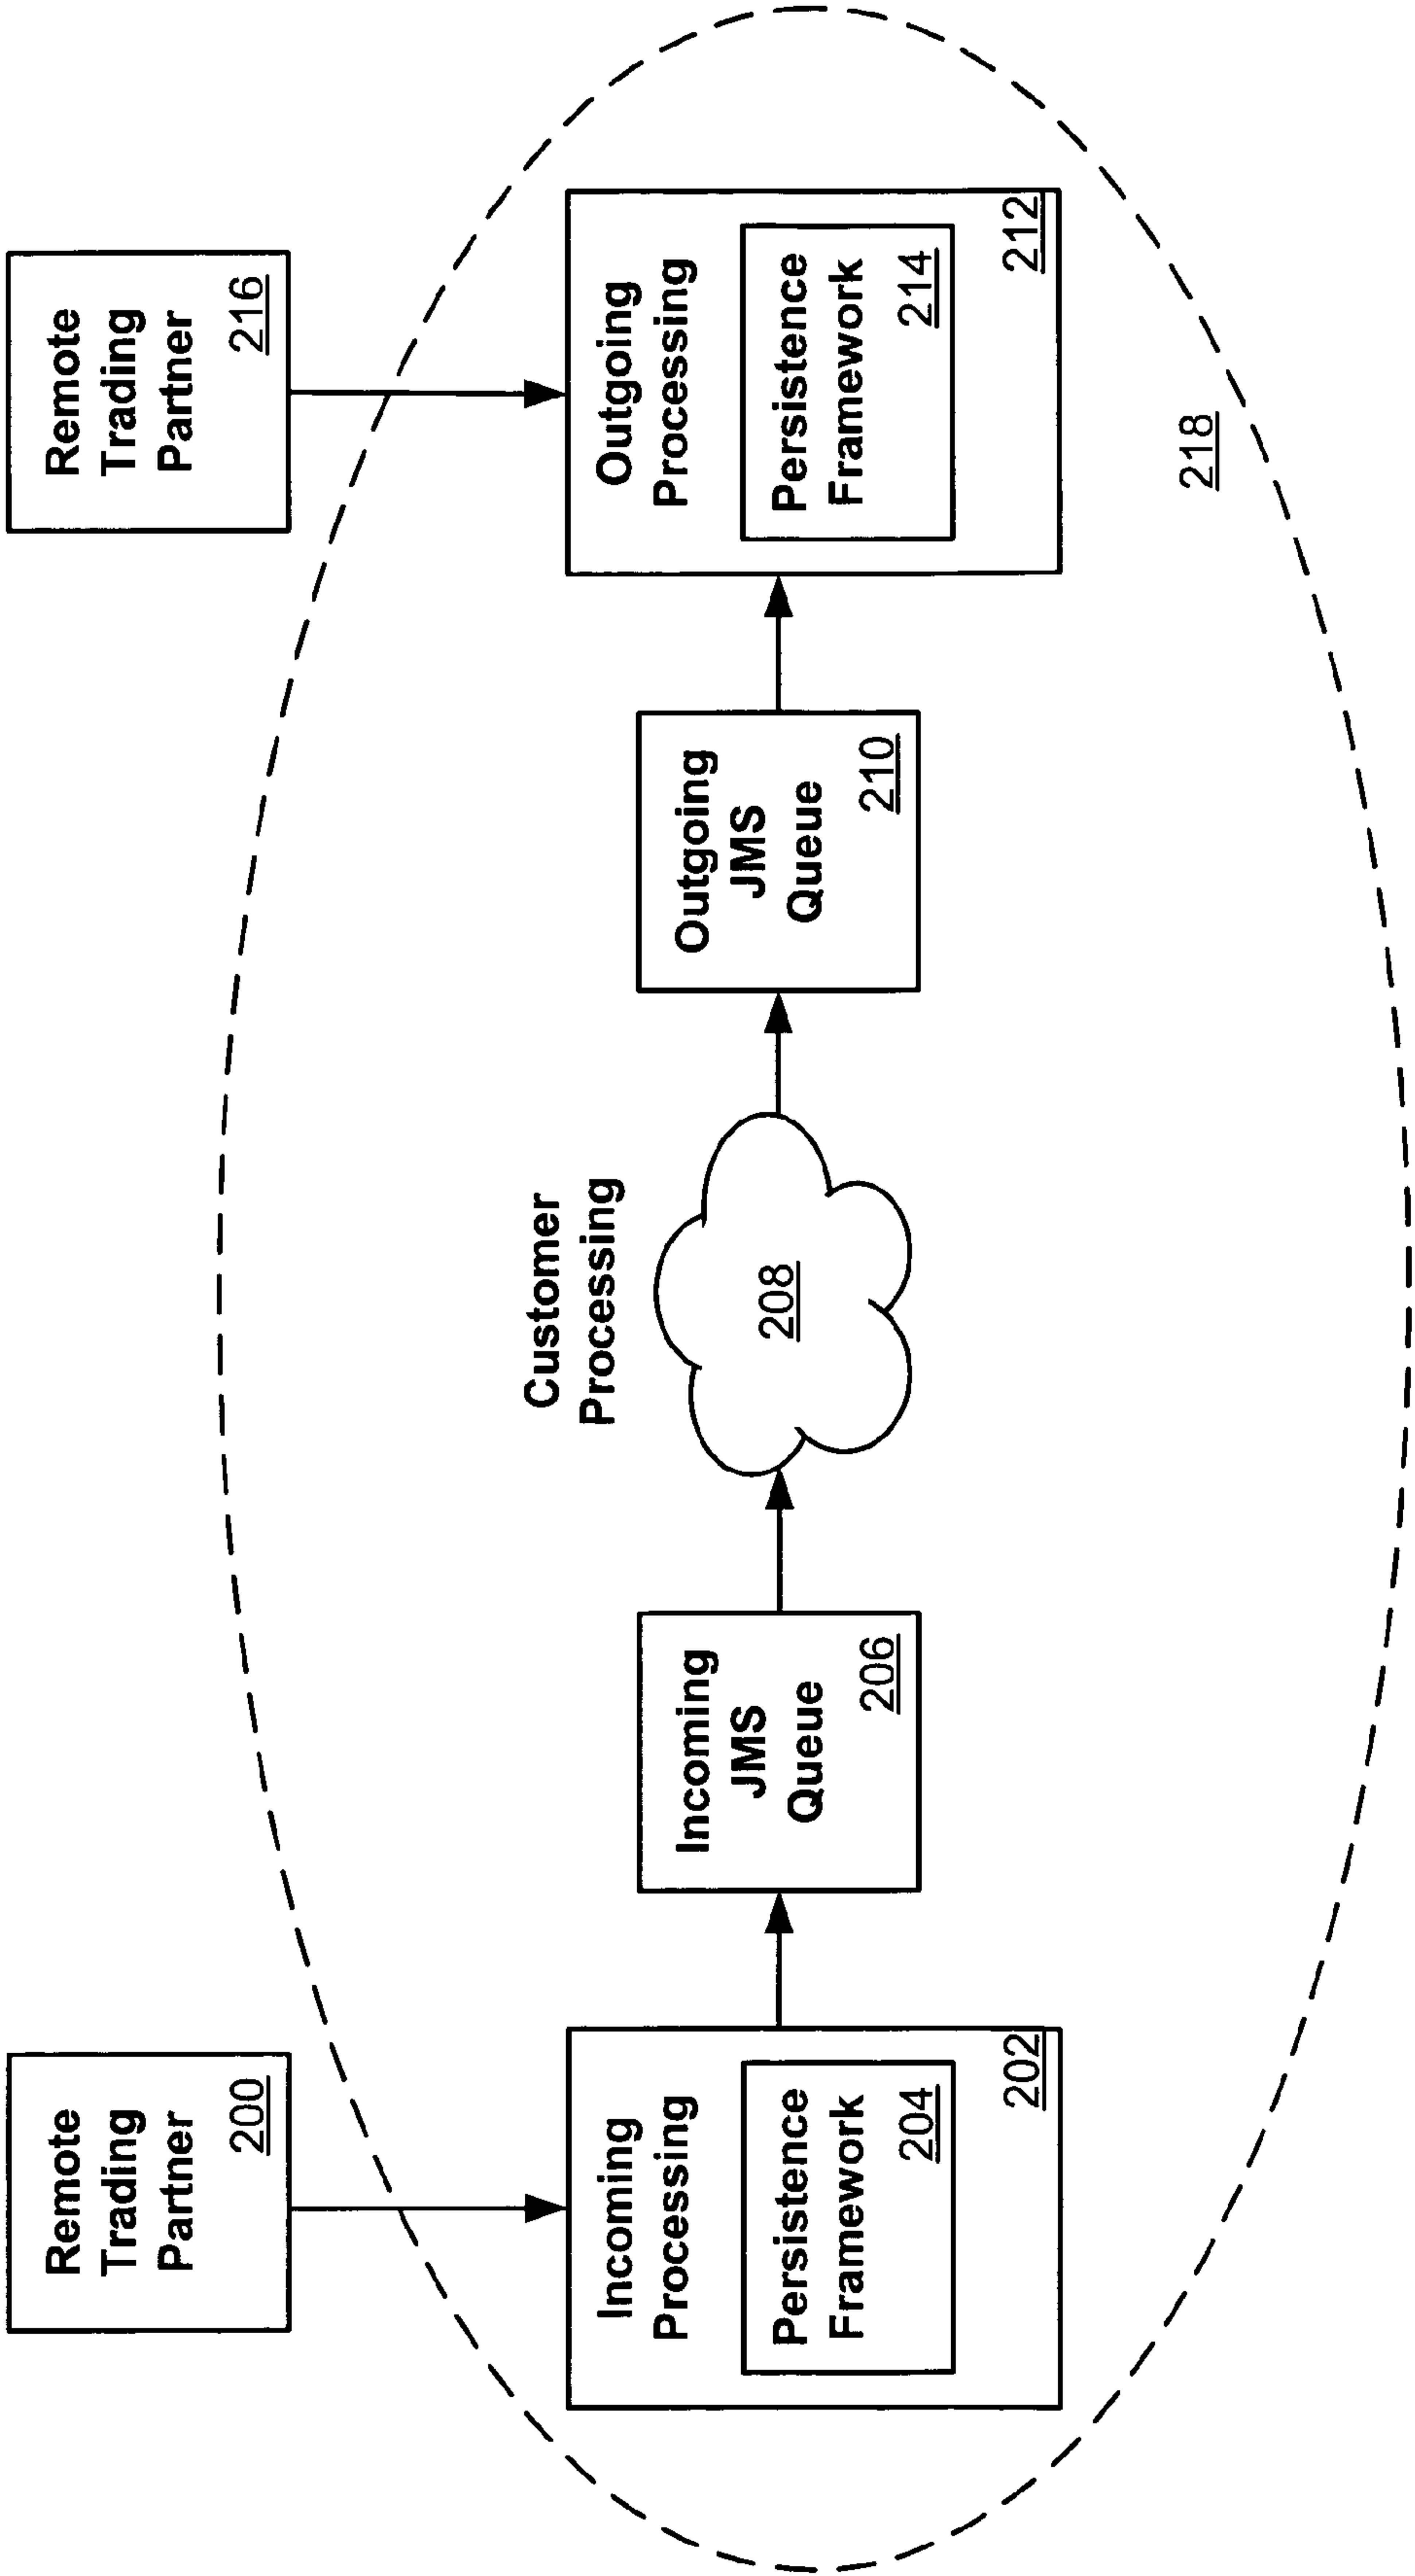 Remote
Trading
Partner
200
Remote
Trading
Partner
216
Incoming
Processing
Persistence
Framework
204
202
Incoming
JMS
Queue
206
Customer
Processing
208
Outgoing
JMS
Queue
210
Outgoing
Processing
Persistence
Framework
214
212
218